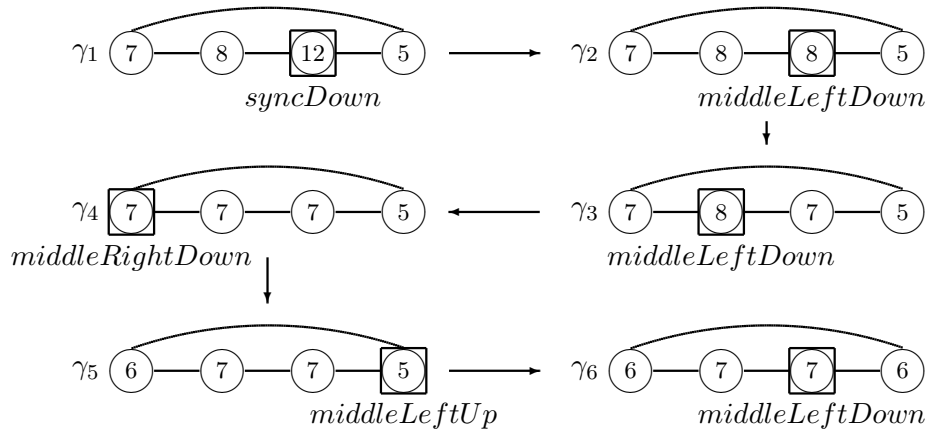 γ1 7 8 12 5 γ2 7 8 8 5
syncDown middleLeftDown
γ4 7 7 7 5 γ3 7 8 7 5
middleRightDown middleLeftDown
γ5 6 7 7 5 γ6 6 7 7 6
middleLeftUp middleLeftDown